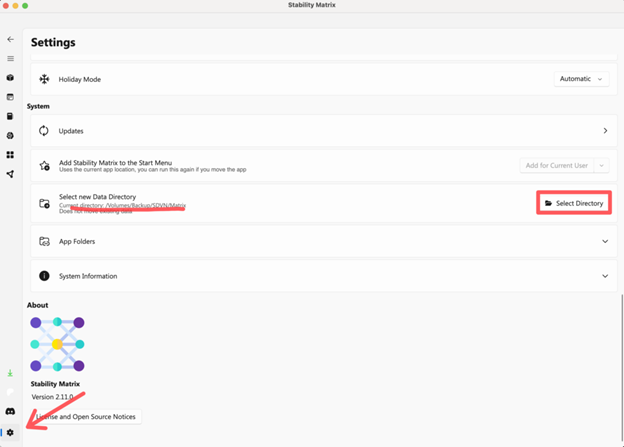 Stability Matrix
Settings
Holiday Mode
Automatic
System
Updates
Add Stability Matrix to the Start Menu
Uses the current app location, you can run this again if you move the app
Add for Current User
Select new Data Directory
Current directory: /Volumes/Backup/SDVN/Matrix
Does not move existing data
Select Directory
App Folders
System Information
About
Stability Matrix
Version 2.11.0
License and Open Source Notices